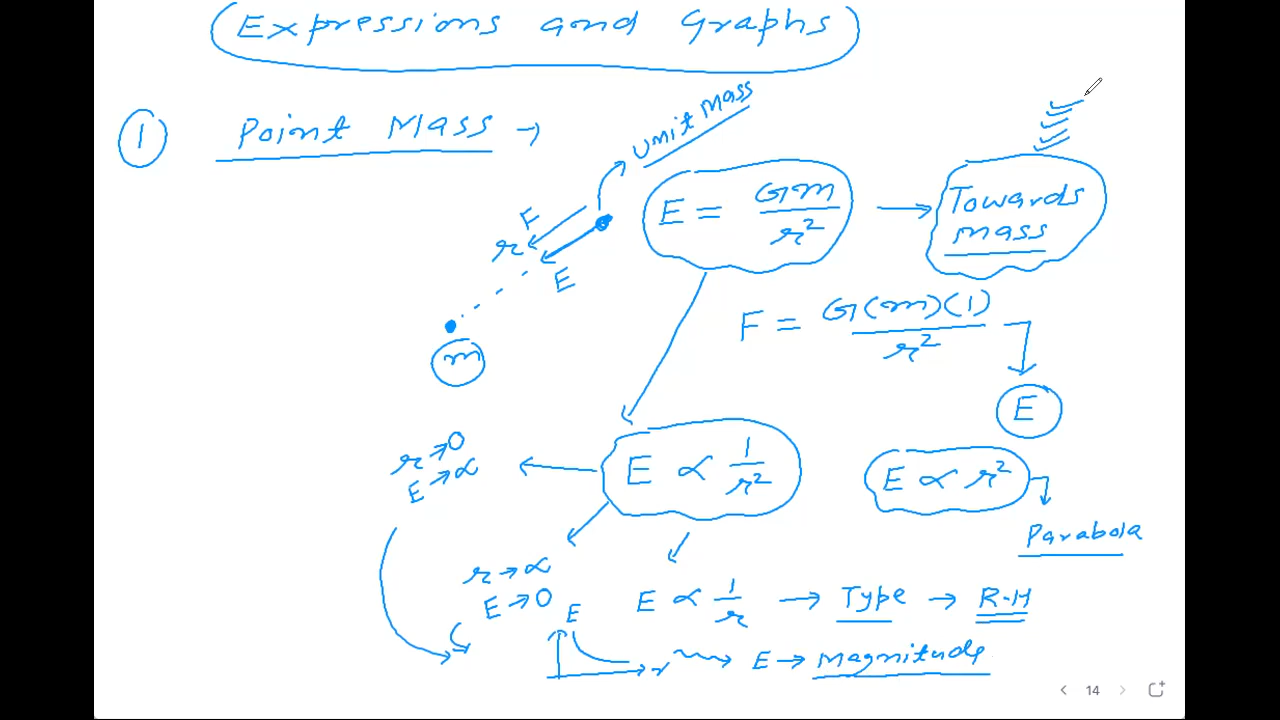 Expressions and Graphs
① Point Mass →
Unit Mass
F
r
E
m
E = Gm/r²
→ Towards mass
F = G(m)(1)/r²
E
E ∝ 1/r²
r→0
E→∝
E ∝ r²
Parabola
r→∝
E→0
E ∝ 1/r → Type → R·H
E
r
E → Magnitude
14